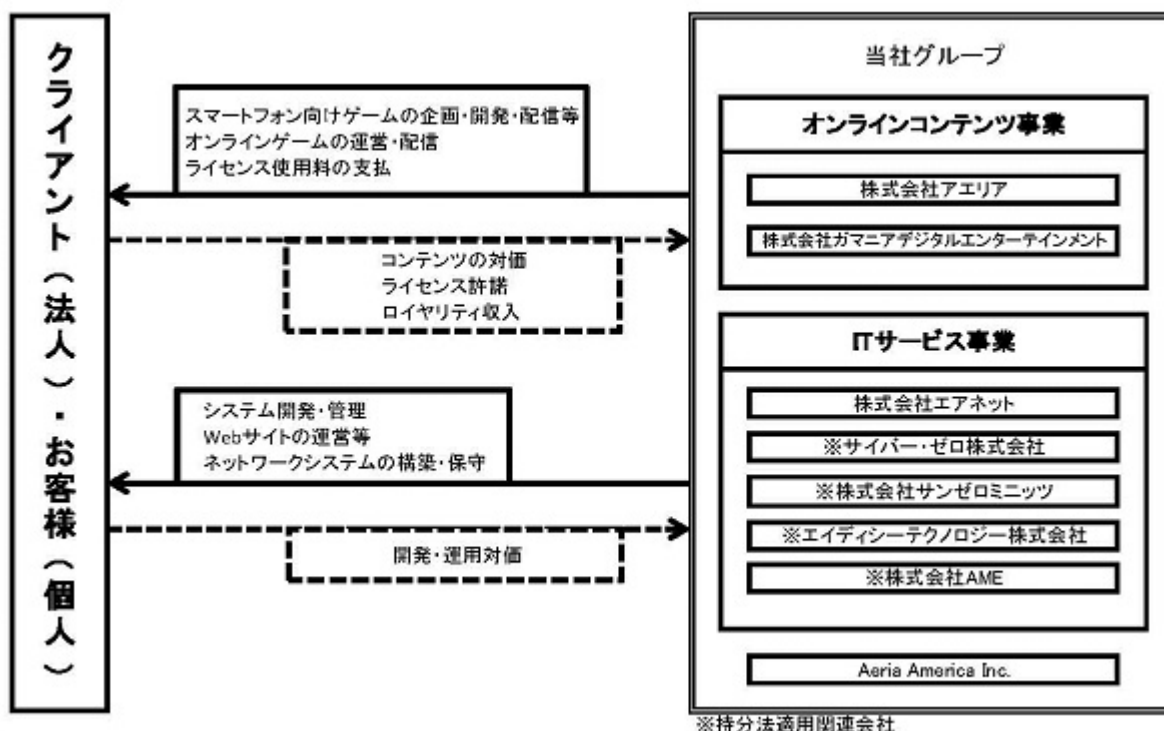 クライアント（法人）・お客様（個人）
スマートフォン向けゲームの企画・開発・配信等
オンラインゲームの運営・配信
ライセンス使用料の支払
コンテンツの対価
ライセンス許諾
ロイヤリティ収入
システム開発・管理
Webサイトの運営等
ネットワークシステムの構築・保守
開発・運用対価
当社グループ
オンラインコンテンツ事業
株式会社アエリア
株式会社ガマニアデジタルエンターテインメント
ITサービス事業
株式会社エアネット
※サイバー・ゼロ株式会社
※株式会社サンゼロミニッツ
※エイディシーテクノロジー株式会社
※株式会社AME
Aeria America Inc.
※持分法適用関連会社